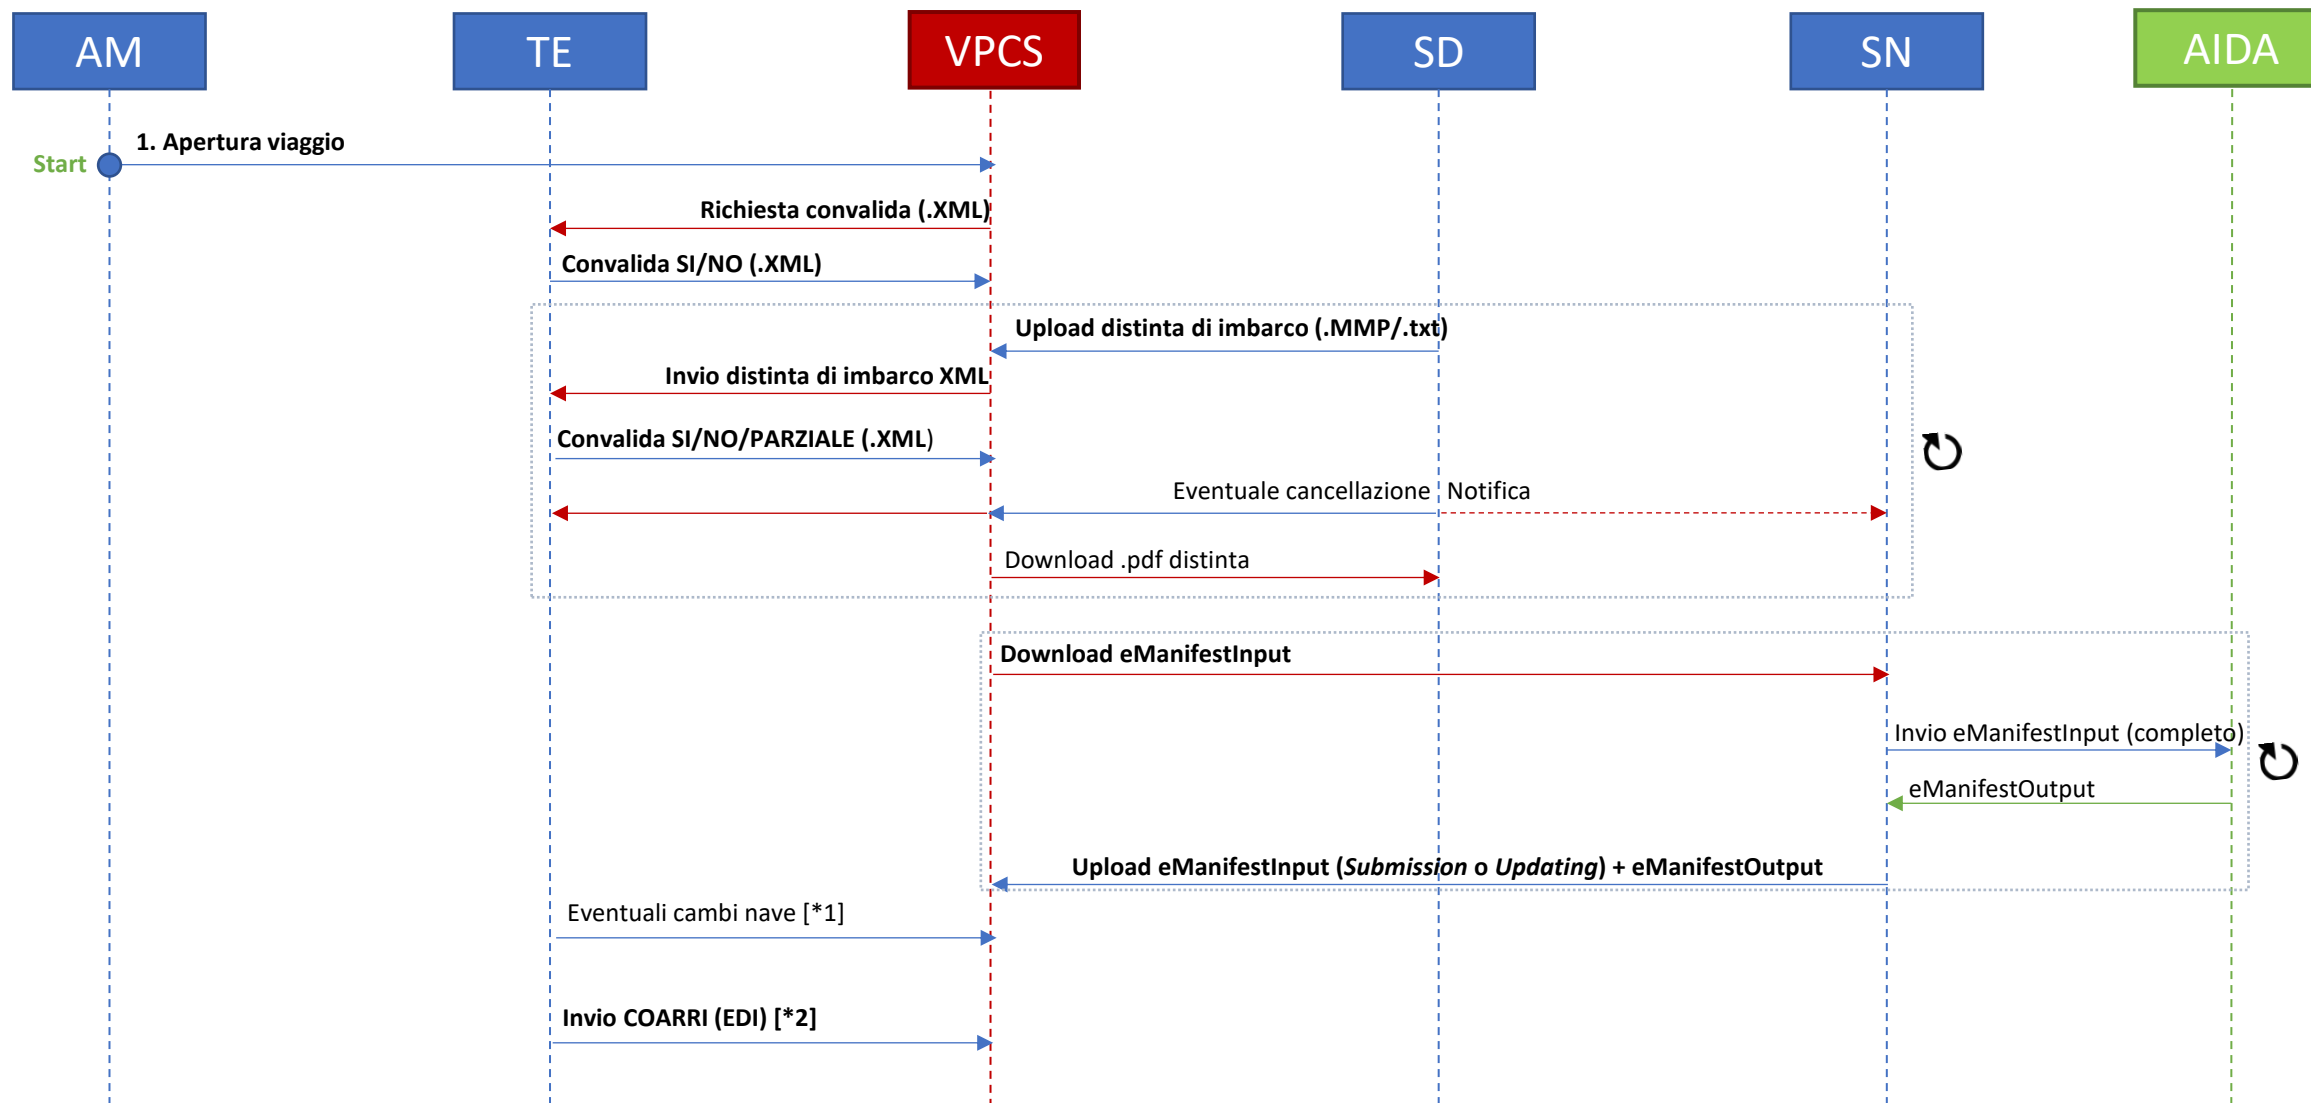 AM
TE
VPCS
SD
SN
AIDA
1. Apertura viaggio
Start
Richiesta convalida (.XML)
Convalida SI/NO (.XML)
Upload distinta di imbarco (.MMP/.txt)
Invio distinta di imbarco XML
Convalida SI/NO/PARZIALE (.XML)
Eventuale cancellazione
Notifica
Download .pdf distinta
Download eManifestInput
Invio eManifestInput (completo)
eManifestOutput
Upload eManifestInput (Submission o Updating) + eManifestOutput
Eventuali cambi nave [*1]
Invio COARRI (EDI) [*2]